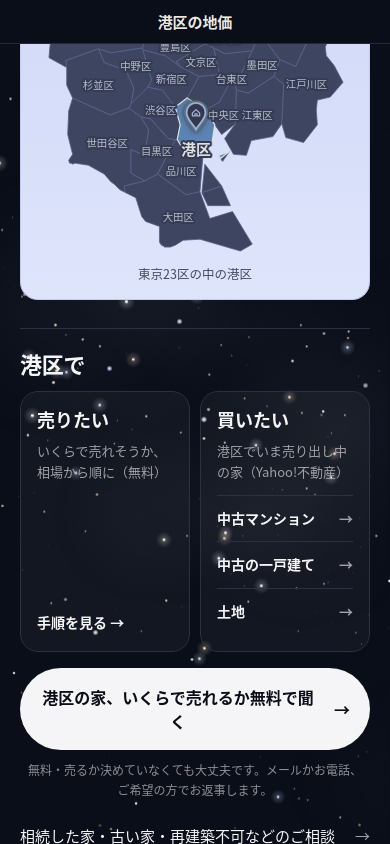 港区の地価
豊島区
中野区
文京区
墨田区
杉並区
新宿区
台東区
江戸川区
渋谷区
中央区
江東区
世田谷区
目黒区
港区
品川区
大田区
東京23区の中の港区
港区で
売りたい
いくらで売れそうか、
相場から順に（無料）
手順を見る →
買いたい
港区でいま売り出し中
の家（Yahoo!不動産）
中古マンション →
中古の一戸建て →
土地 →
港区の家、いくらで売れるか無料で聞
く →
無料・売るか決めていなくても大丈夫です。メールかお電話、
ご希望の方でお返事します。
相続した家・古い家・再建築不可などのご相談 →